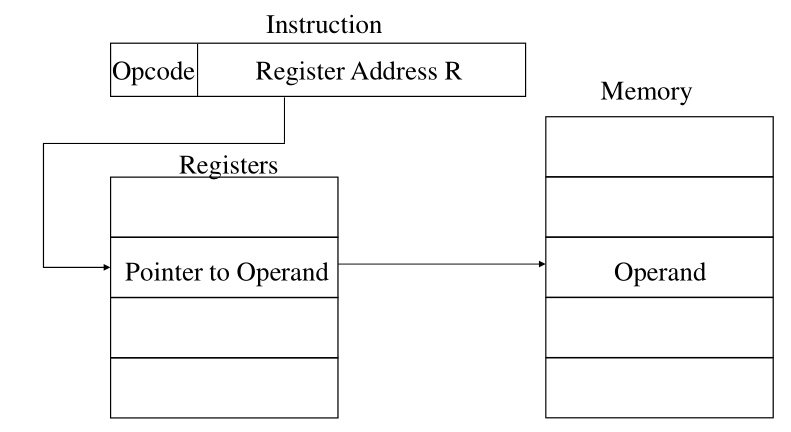 Instruction
Opcode
Register Address R
Memory
Registers
Pointer to Operand
Operand